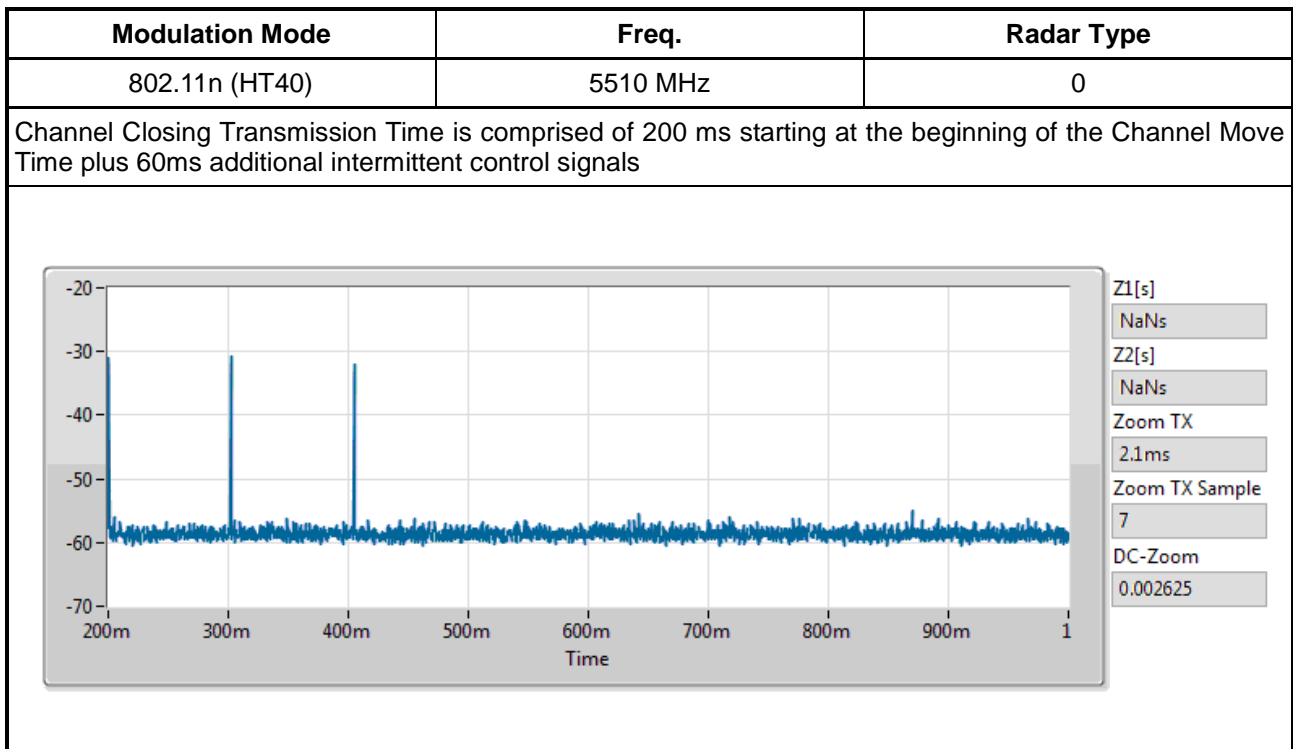 Modulation Mode Freq. Radar Type
802.11n (HT40) 5510 MHz 0
Channel Closing Transmission Time is comprised of 200 ms starting at the beginning of the Channel Move
Time plus 60ms additional intermittent control signals
-20
-30
-40
-50
-60
-70
200m 300m 400m 500m 600m 700m 800m 900m 1
Time
Z1[s]
NaNs
Z2[s]
NaNs
Zoom TX
2.1ms
Zoom TX Sample
7
DC-Zoom
0.002625